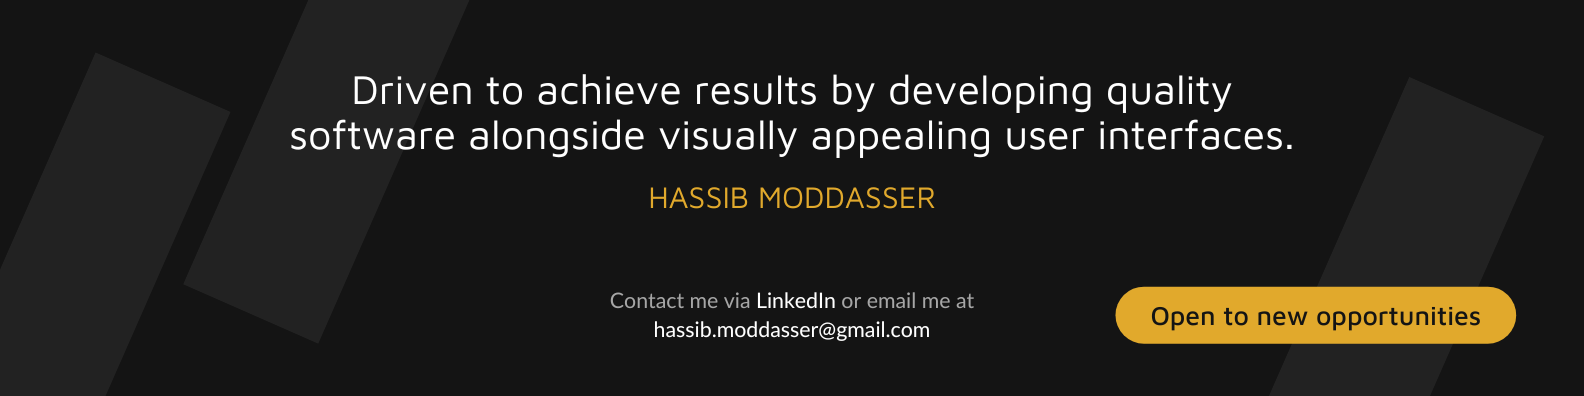 Driven to achieve results by developing quality
software alongside visually appealing user interfaces.
HASSIB MODDASSER
Contact me via LinkedIn or email me at
hassib.moddasser@gmail.com
Open to new opportunities